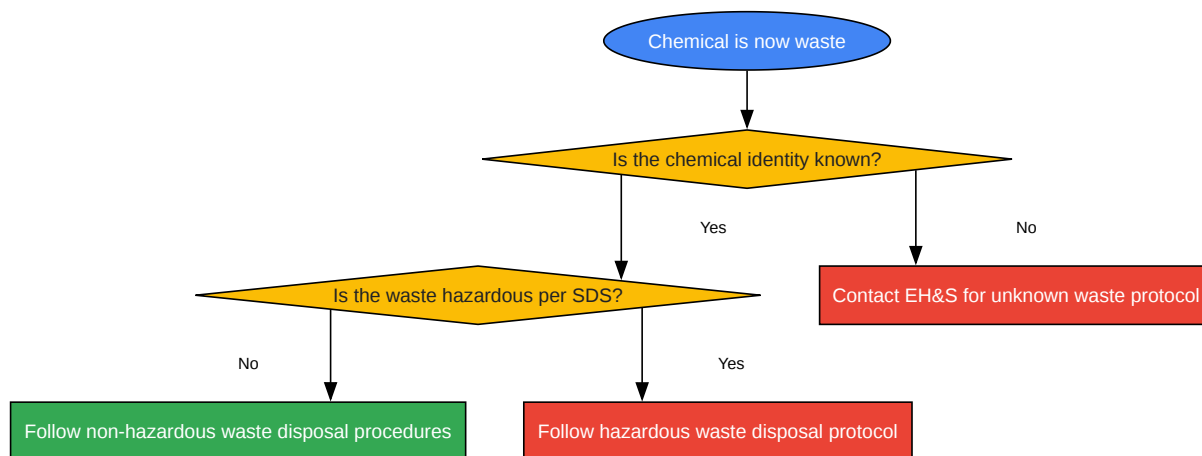 Chemical is now waste
Is the chemical identity known?
Yes
No
Is the waste hazardous per SDS?
Contact EH&S for unknown waste protocol
No
Yes
Follow non-hazardous waste disposal procedures
Follow hazardous waste disposal protocol